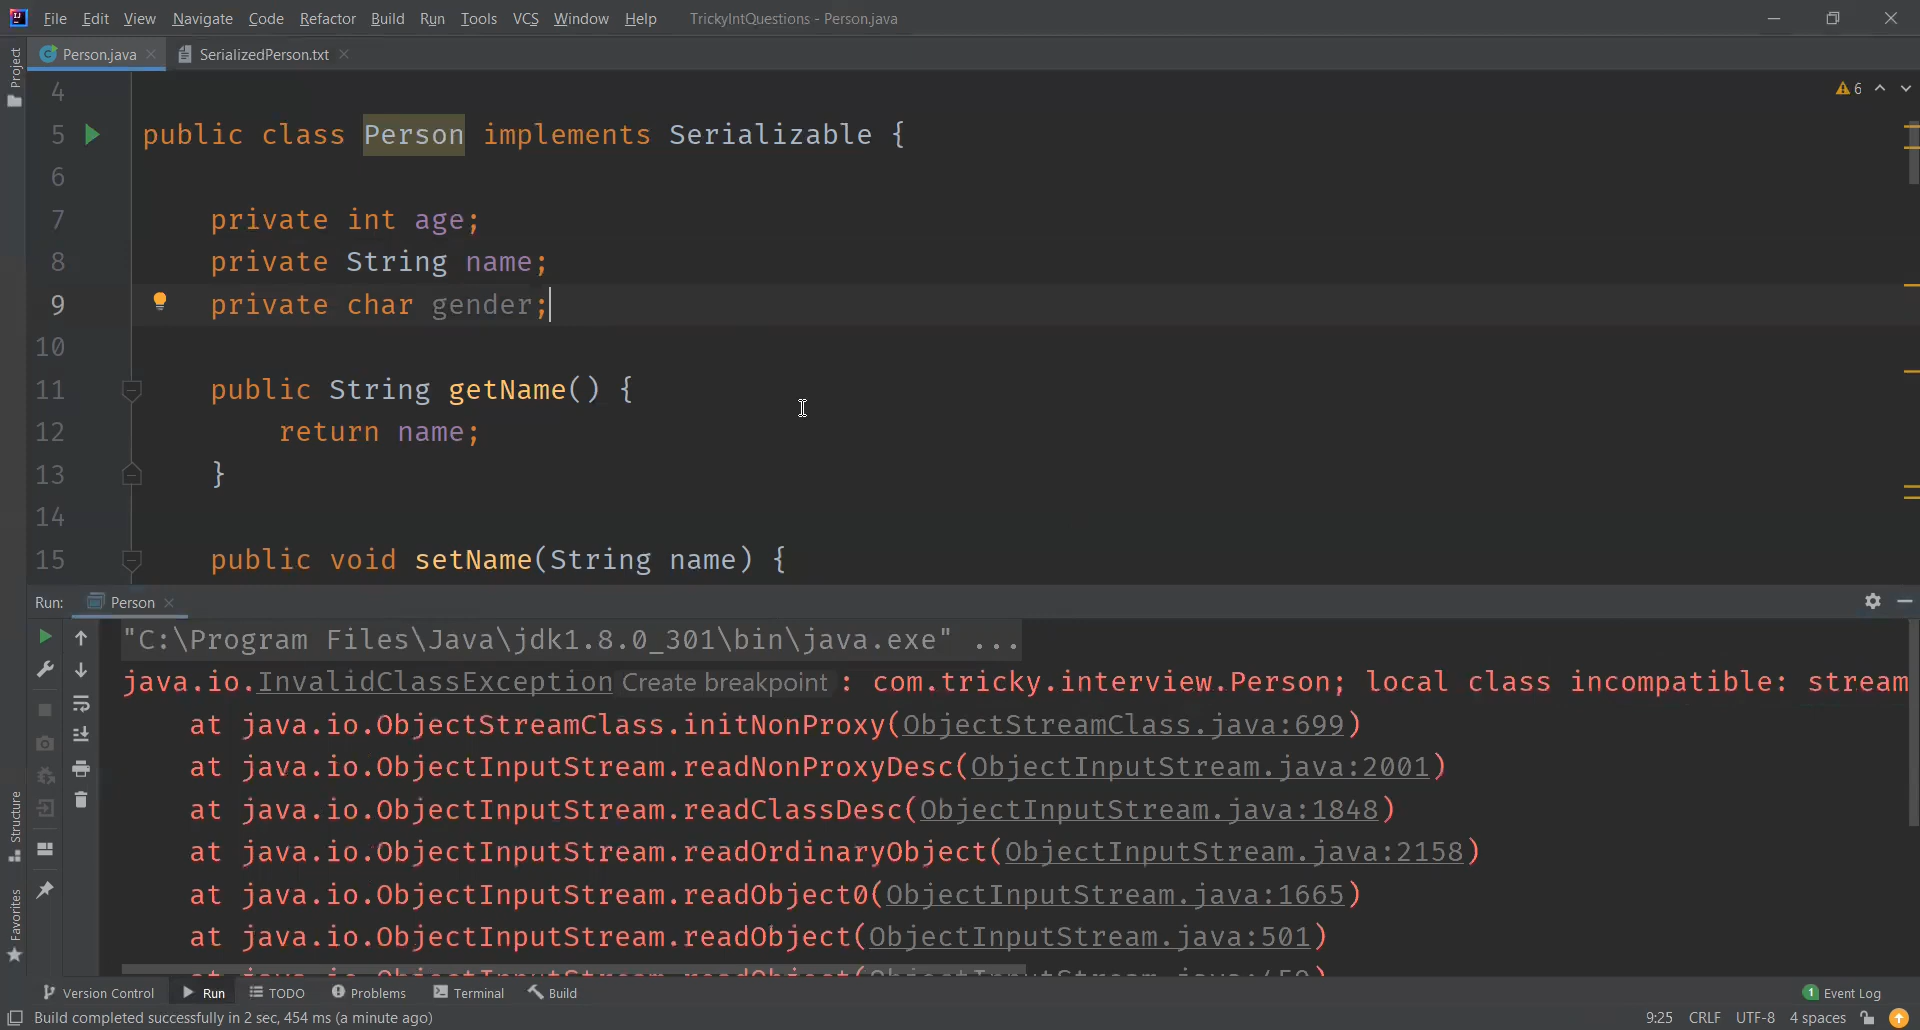 File Edit View Navigate Code Refactor Build Run Tools VCS Window Help TrickyIntQuestions - Person.java
Project
Person.java SerializedPerson.txt
4
6
5 public class Person implements Serializable {
6
7 private int age;
8 private String name;
9 private char gender;
10
11 public String getName() {
12 return name;
13 }
14
15 public void setName(String name) {
Run: Person
"C:\Program Files\Java\jdk1.8.0_301\bin\java.exe" ...
java.io.InvalidClassException Create breakpoint : com.tricky.interview.Person; local class incompatible: stream
at java.io.ObjectStreamClass.initNonProxy(ObjectStreamClass.java:699)
at java.io.ObjectInputStream.readNonProxyDesc(ObjectInputStream.java:2001)
at java.io.ObjectInputStream.readClassDesc(ObjectInputStream.java:1848)
at java.io.ObjectInputStream.readOrdinaryObject(ObjectInputStream.java:2158)
at java.io.ObjectInputStream.readObject0(ObjectInputStream.java:1665)
at java.io.ObjectInputStream.readObject(ObjectInputStream.java:501)
Structure
Favorites
Version Control Run TODO Problems Terminal Build 1 Event Log
Build completed successfully in 2 sec, 454 ms (a minute ago) 9:25 CRLF UTF-8 4 spaces